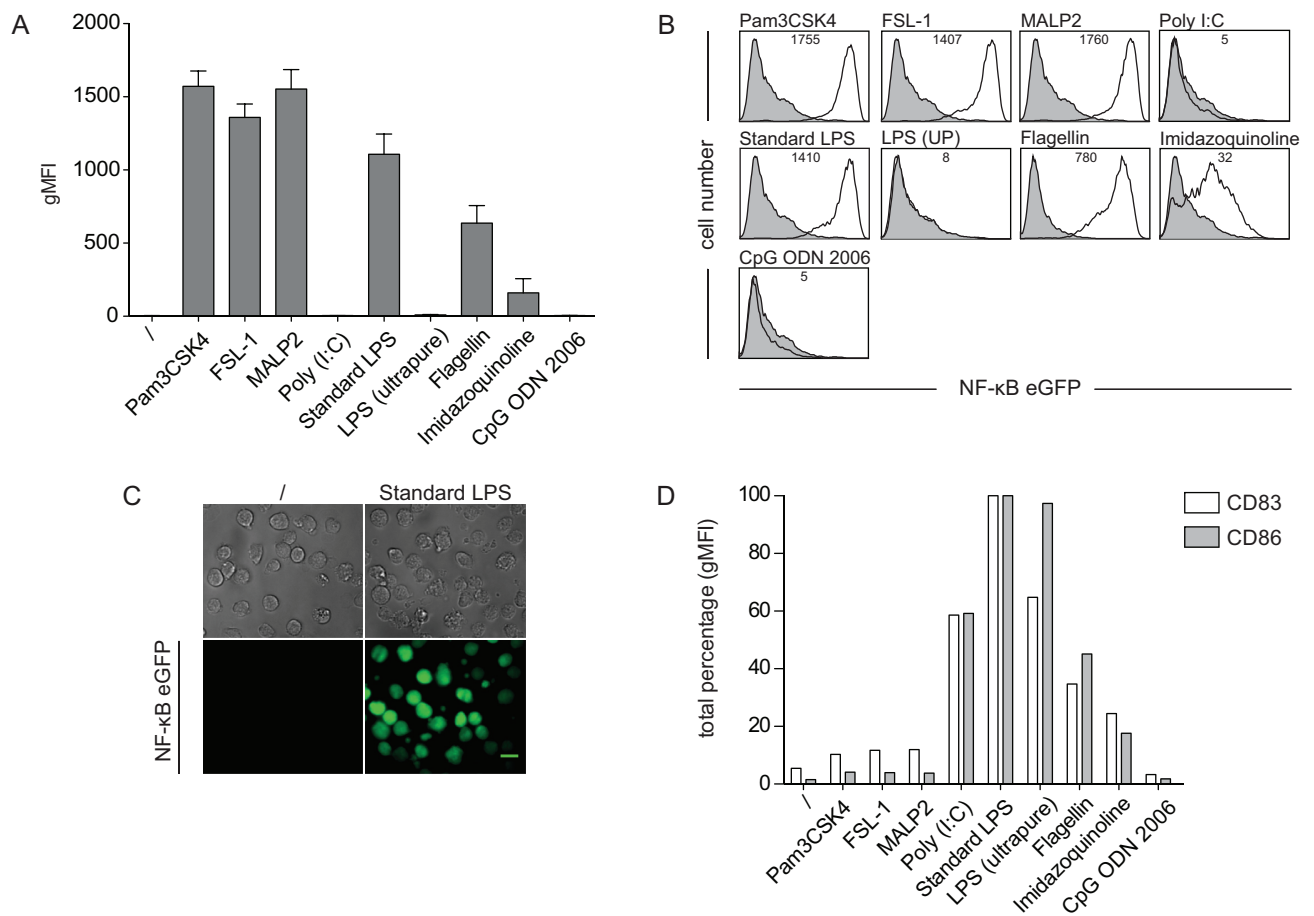 A
2000
1500
1000
500
0
gMFI
/
Pam3CSK4
FSL-1
MALP2
Poly (I:C)
Standard LPS
LPS (ultrapure)
Flagellin
Imidazoquinoline
CpG ODN 2006
B
Pam3CSK4 FSL-1 MALP2 Poly I:C
1755 1407 1760 5
Standard LPS LPS (UP) Flagellin Imidazoquinoline
1410 8 780 32
CpG ODN 2006
5
cell number
NF-κB eGFP
C
/ Standard LPS
NF-κB eGFP
D
100
80
60
40
20
0
total percentage (gMFI)
CD83
CD86
/
Pam3CSK4
FSL-1
MALP2
Poly (I:C)
Standard LPS
LPS (ultrapure)
Flagellin
Imidazoquinoline
CpG ODN 2006